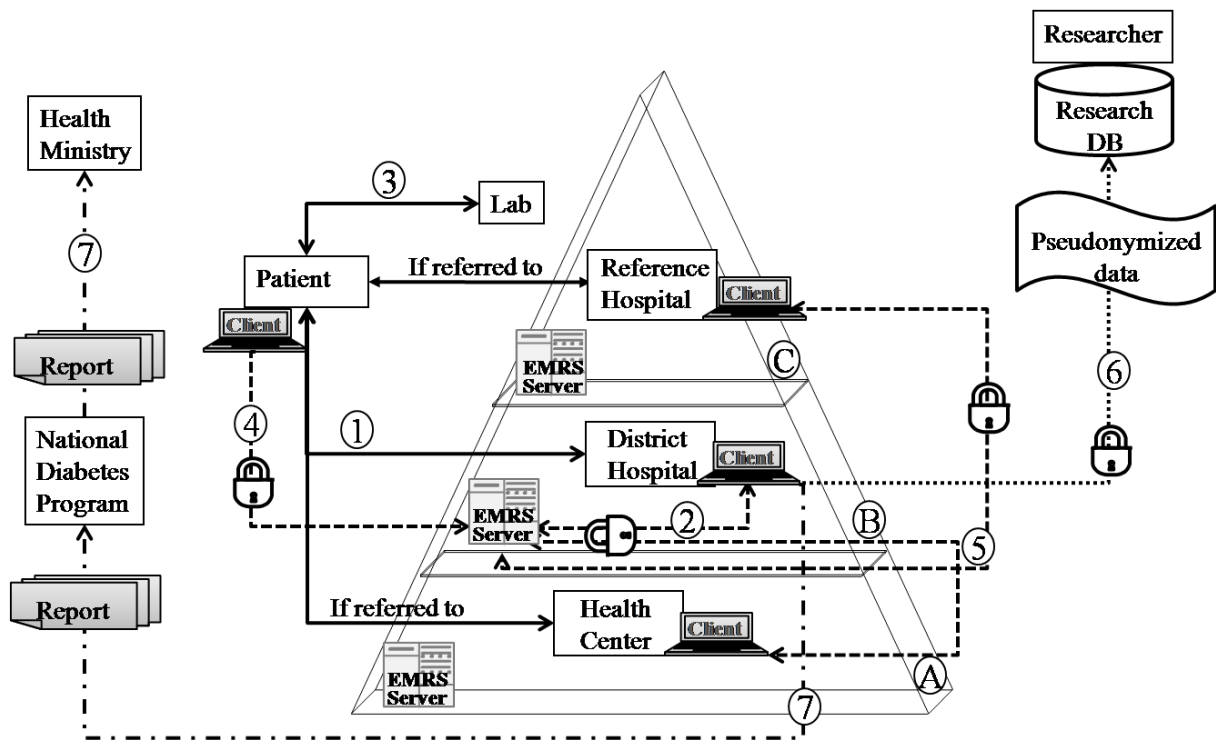 Researcher
Research
DB
Pseudonymized
data
6
Health
Ministry
7
Report
National
Diabetes
Program
Report
3
Lab
Patient
If referred to
Reference
Hospital
Client
Client
EMRS
Server
C
4
1
District
Hospital
Client
EMRS
Server
2
B
5
If referred to
Health
Center
Client
EMRS
Server
A
7